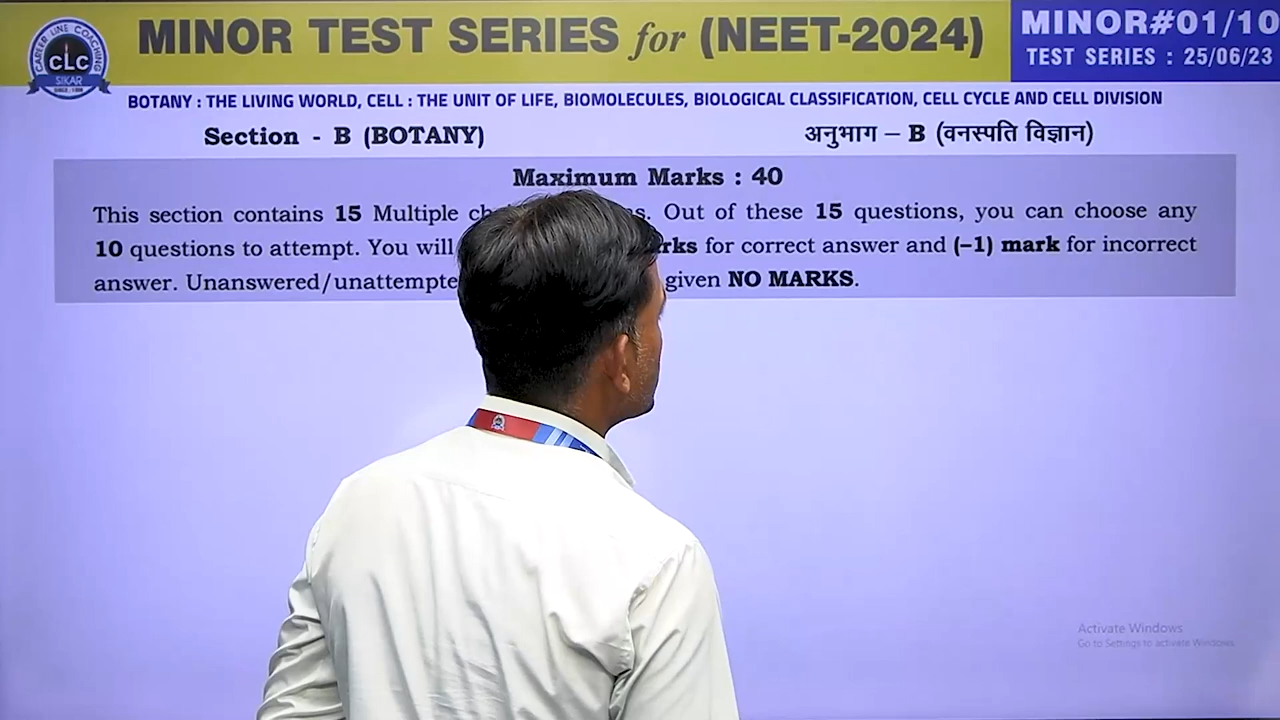 MINOR TEST SERIES for (NEET-2024)
MINOR#01/10
TEST SERIES : 25/06/23
CAREER LINE COACHING
CLC
SIKAR
BOTANY : THE LIVING WORLD, CELL : THE UNIT OF LIFE, BIOMOLECULES, BIOLOGICAL CLASSIFICATION, CELL CYCLE AND CELL DIVISION
Section - B (BOTANY)
अनुभाग – B (वनस्पति विज्ञान)
Maximum Marks : 40
This section contains 15 Multiple ch s. Out of these 15 questions, you can choose any
10 questions to attempt. You will rks for correct answer and (–1) mark for incorrect
answer. Unanswered/unattempte given NO MARKS.
Activate Windows
Go to Settings to activate Windows.